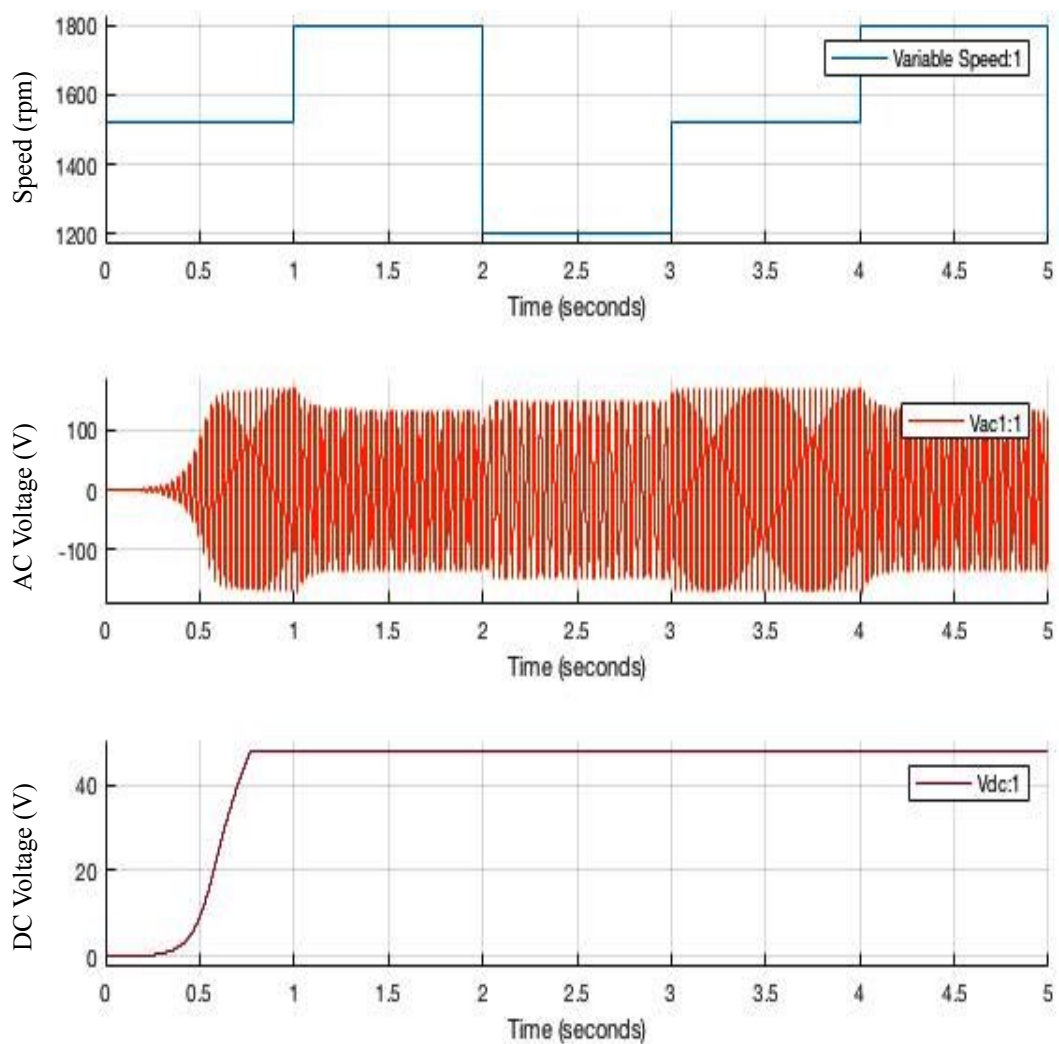 Speed (rpm)
1800
1600
1400
1200
Variable Speed:1
0 0.5 1 1.5 2 2.5 3 3.5 4 4.5 5
Time (seconds)
AC Voltage (V)
100
0
-100
Vac1:1
0 0.5 1 1.5 2 2.5 3 3.5 4 4.5 5
Time (seconds)
DC Voltage (V)
40
20
0
Vdc:1
0 0.5 1 1.5 2 2.5 3 3.5 4 4.5 5
Time (seconds)